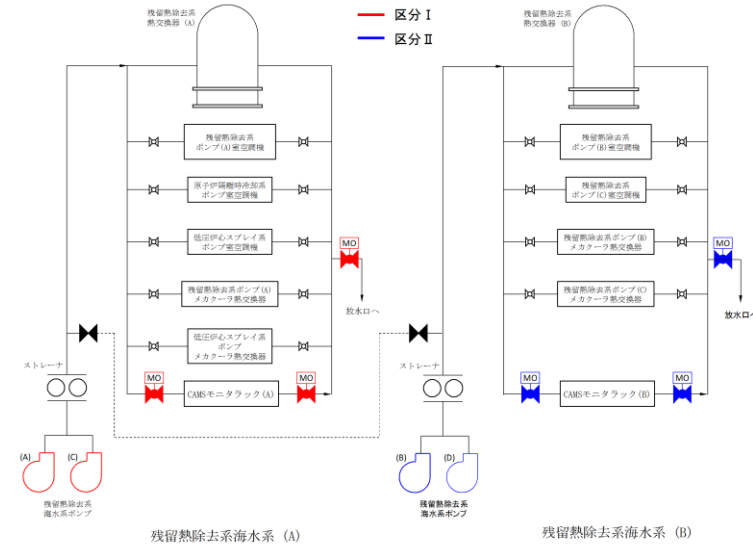 残留熱除去系
熱交換器(A)
区分Ⅰ
区分Ⅱ
残留熱除去系
ポンプ(A)室空調機
原子炉隔離時冷却系
ポンプ室空調機
低圧炉心スプレイ系
ポンプ室空調機
MO
残留熱除去系ポンプ(A)
メカクーラ熱交換器
放水口へ
低圧炉心スプレイ系
ポンプ
メカクーラ熱交換器
ストレーナ
MO
CAMSモニタラック(A)
MO
(A)
(C)
残留熱除去系
海水系ポンプ
残留熱除去系海水系 (A)
残留熱除去系
熱交換器(B)
残留熱除去系
ポンプ(B)室空調機
残留熱除去系
ポンプ(C)室空調機
残留熱除去系ポンプ(B)
メカクーラ熱交換器
MO
残留熱除去系ポンプ(C)
メカクーラ熱交換器
放水口へ
ストレーナ
MO
CAMSモニタラック(B)
MO
(B)
(D)
残留熱除去系
海水系ポンプ
残留熱除去系海水系 (B)